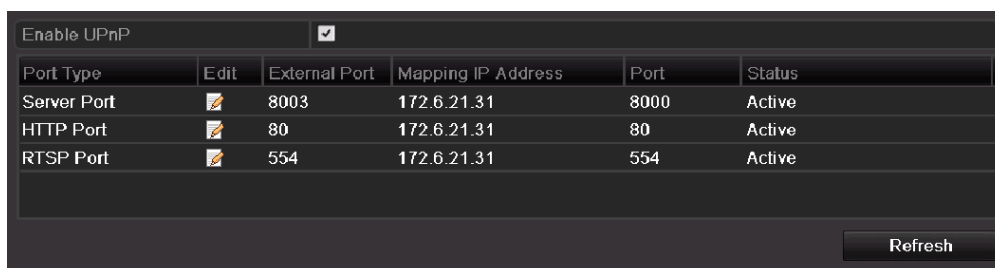 Enable UPnP
Port Type Edit External Port Mapping IP Address Port Status
Server Port 8003 172.6.21.31 8000 Active
HTTP Port 80 172.6.21.31 80 Active
RTSP Port 554 172.6.21.31 554 Active
Refresh